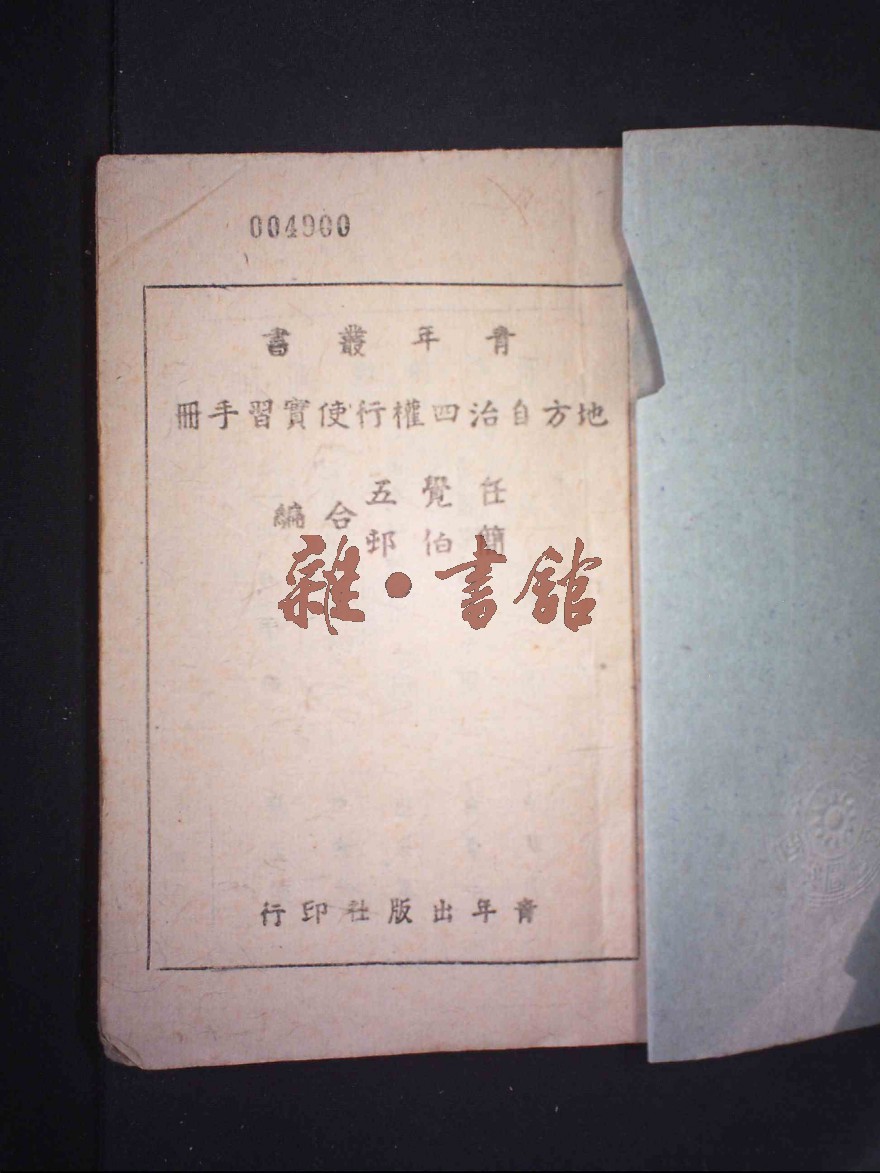 004900
青年叢書
地方自治四權行使實習手冊
任覺五
簡伯邨
合編
雜·書館
青年出版社印行